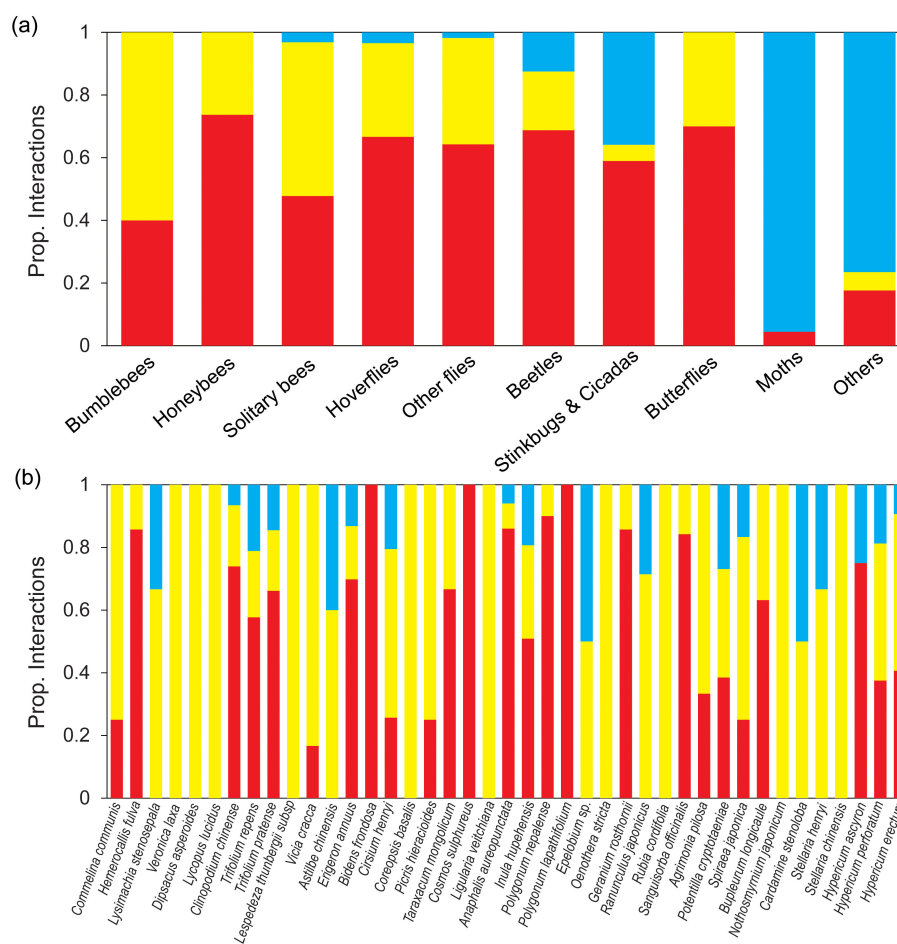 (a)
Prop. Interactions
1
0.8
0.6
0.4
0.2
0
Bumblebees
Honeybees
Solitary bees
Hoverflies
Other flies
Beetles
Stinkbugs & Cicadas
Butterflies
Moths
Others
(b)
Prop. Interactions
1
0.8
0.6
0.4
0.2
0
Commelina communis
Hemerocallis fulva
Lysimachia stenosepala
Veronica laxa
Dipsacus asperoides
Lycopus lucidus
Clinopodium chinense
Trifolium repens
Trifolium pratense
Lespedeza thunbergii subsp
Vicia cracca
Astilbe chinensis
Erigeron annuus
Bidens frondosa
Cirsium henryi
Coreopsis basalis
Picris hieracioides
Taraxacum mongolicum
Cosmos sulphureus
Ligularia veitchiana
Anaphalis aureopunctata
Inula hupehensis
Polygonum nepalense
Polygonum lapathifolium
Epelobium sp.
Oenothera stricta
Geranium rosthornii
Ranunculus japonicus
Rubia cordifolia
Sanguisorba officinalis
Agrimonia pilosa
Potentilla cryptotaeniae
Spiraea japonica
Bupleurum longicaule
Nothosmyrnium japonicum
Cardamine stenoloba
Stellaria henryi
Stelleria chinensis
Hypericum ascyron
Hypericum perforatum
Hypericum erectum